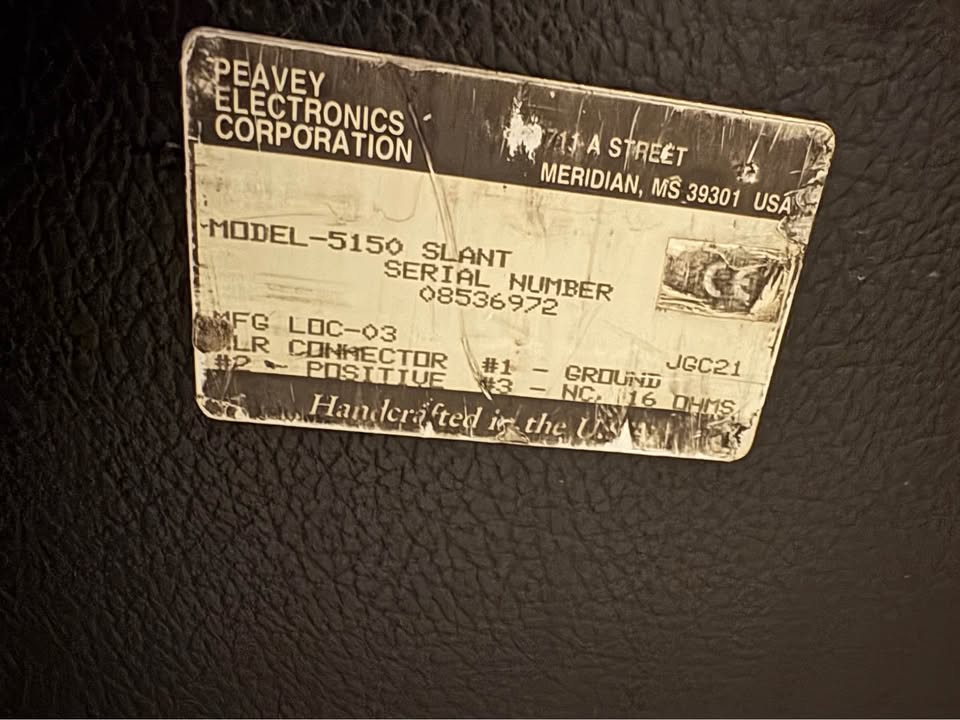 PEAVEY
ELECTRONICS
CORPORATION
711 A STREET
MERIDIAN, MS 39301 USA
MODEL-5150 SLANT
SERIAL NUMBER
08536972
CE
MFG LOC-03
JGC21
XLR CONNECTOR #1 - GROUND
#2 - POSITIVE #3 - NC, 16 OHMS
Handcrafted in the U.S.A.